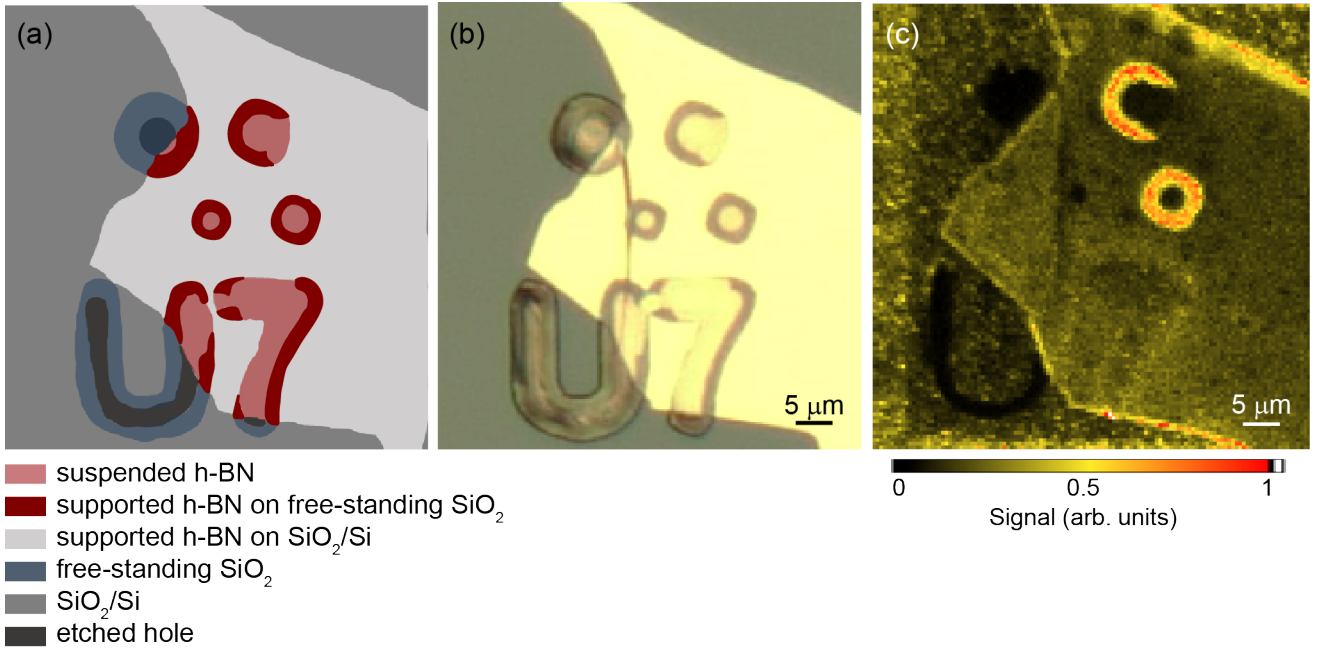 (a)
(b)
(c)
5 μm
5 μm
suspended h-BN
supported h-BN on free-standing SiO₂
supported h-BN on SiO₂/Si
free-standing SiO₂
SiO₂/Si
etched hole
0 0.5 1
Signal (arb. units)